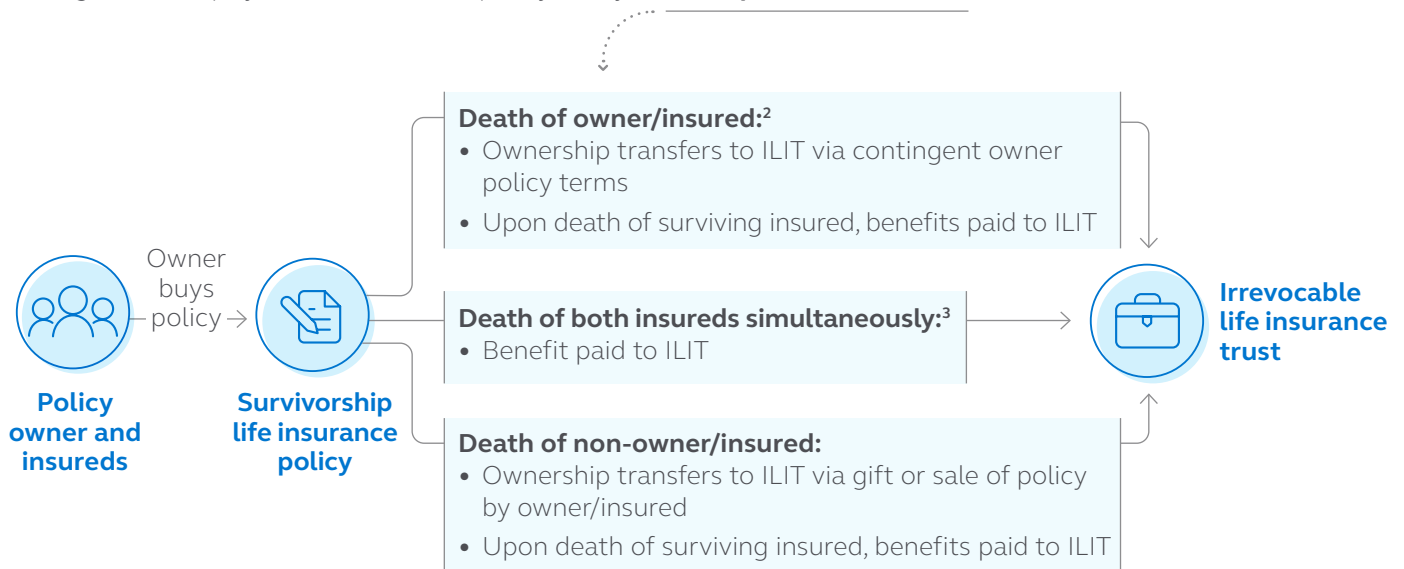 Death of owner/insured:2
• Ownership transfers to ILIT via contingent owner
policy terms
• Upon death of surviving insured, benefits paid to ILIT
Owner
buys
policy
Policy
owner and
insureds
Survivorship
life insurance
policy
Death of both insureds simultaneously:3
• Benefit paid to ILIT
Irrevocable
life insurance
trust
Death of non-owner/insured:
• Ownership transfers to ILIT via gift or sale of policy
by owner/insured
• Upon death of surviving insured, benefits paid to ILIT